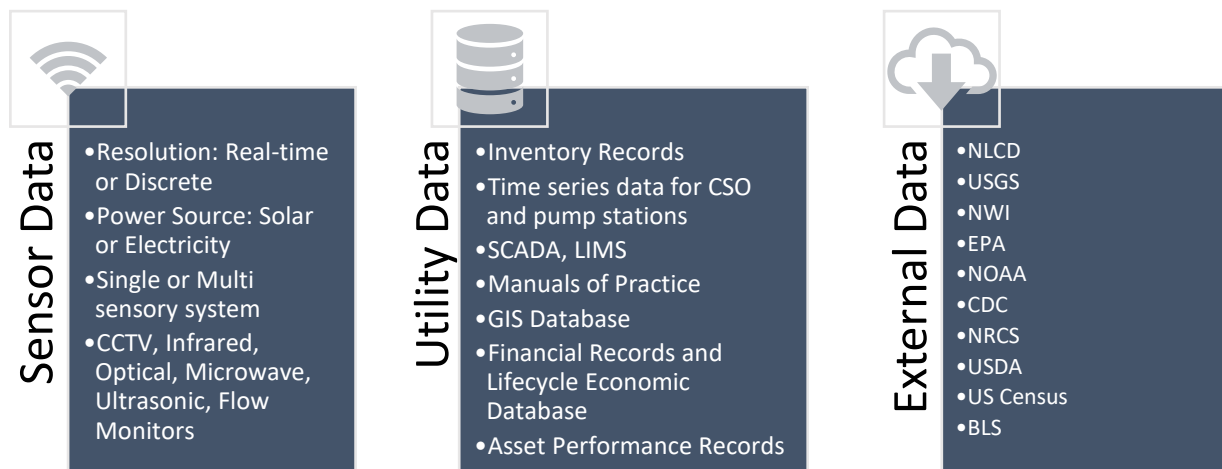 Sensor Data
•Resolution: Real-time
or Discrete
•Power Source: Solar
or Electricity
•Single or Multi
sensory system
•CCTV, Infrared,
Optical, Microwave,
Ultrasonic, Flow
Monitors
Utility Data
•Inventory Records
•Time series data for CSO
and pump stations
•SCADA, LIMS
•Manuals of Practice
•GIS Database
•Financial Records and
Lifecycle Economic
Database
•Asset Performance Records
External Data
•NLCD
•USGS
•NWI
•EPA
•NOAA
•CDC
•NRCS
•USDA
•US Census
•BLS